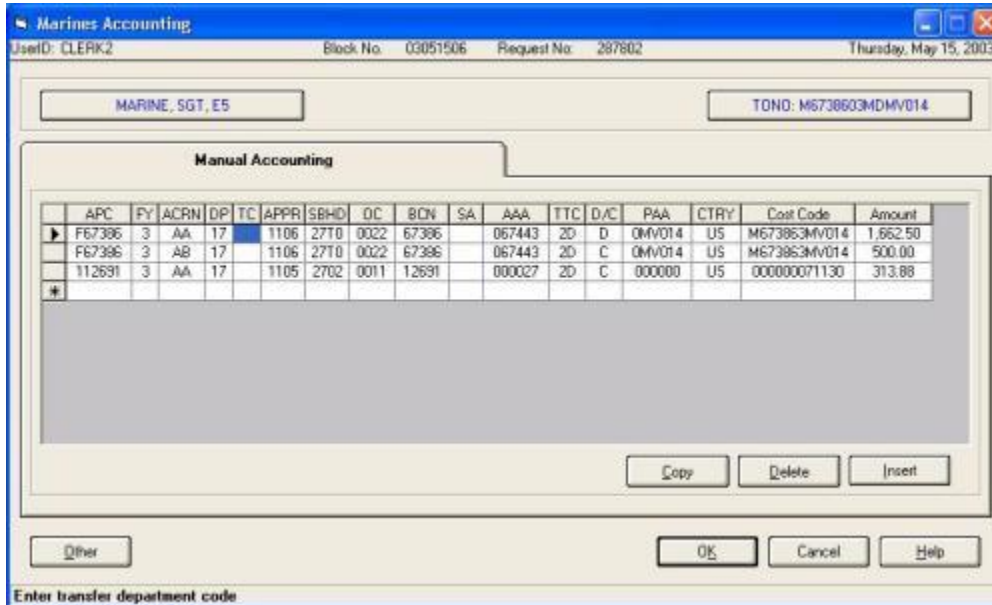 Marines Accounting
UserID: CLERK2 Block No. 03051506 Request No: 287802 Thursday, May 15, 2003
MARINE, SGT, E5 TONO: M6738603MDMV014
Manual Accounting
APC FY ACRN DP TC APPR SBHD OC BCN SA AAA TTC D/C PAA CTRY Cost Code Amount
F67386 3 AA 17 1106 27T0 0022 67386 067443 2D D 0MV014 US M673863MV014 1,662.50
F67386 3 AB 17 1106 27T0 0022 67386 067443 2D C 0MV014 US M673863MV014 500.00
112691 3 AA 17 1105 2702 0011 12691 000027 2D C 000000 US 000000071130 313.88
Copy Delete Insert
Other OK Cancel Help
Enter transfer department code